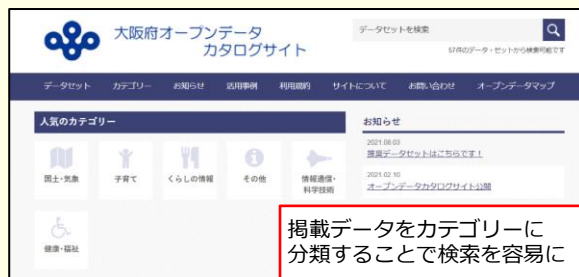 大阪府オープンデータ
カタログサイト
データセットを検索
57件のデータ・セットから検索可能です
データセット カテゴリー お知らせ 活用事例 利用規約 サイトについて お問い合わせ オープンデータマップ
人気のカテゴリー
国土・気象 子育て くらしの情報 その他 情報通信・
科学技術
健康・福祉
お知らせ
2021.08.03
推奨データセットはこちらです！
2021.02.10
オープンデータカタログサイト公開
掲載データをカテゴリーに
分類することで検索を容易に